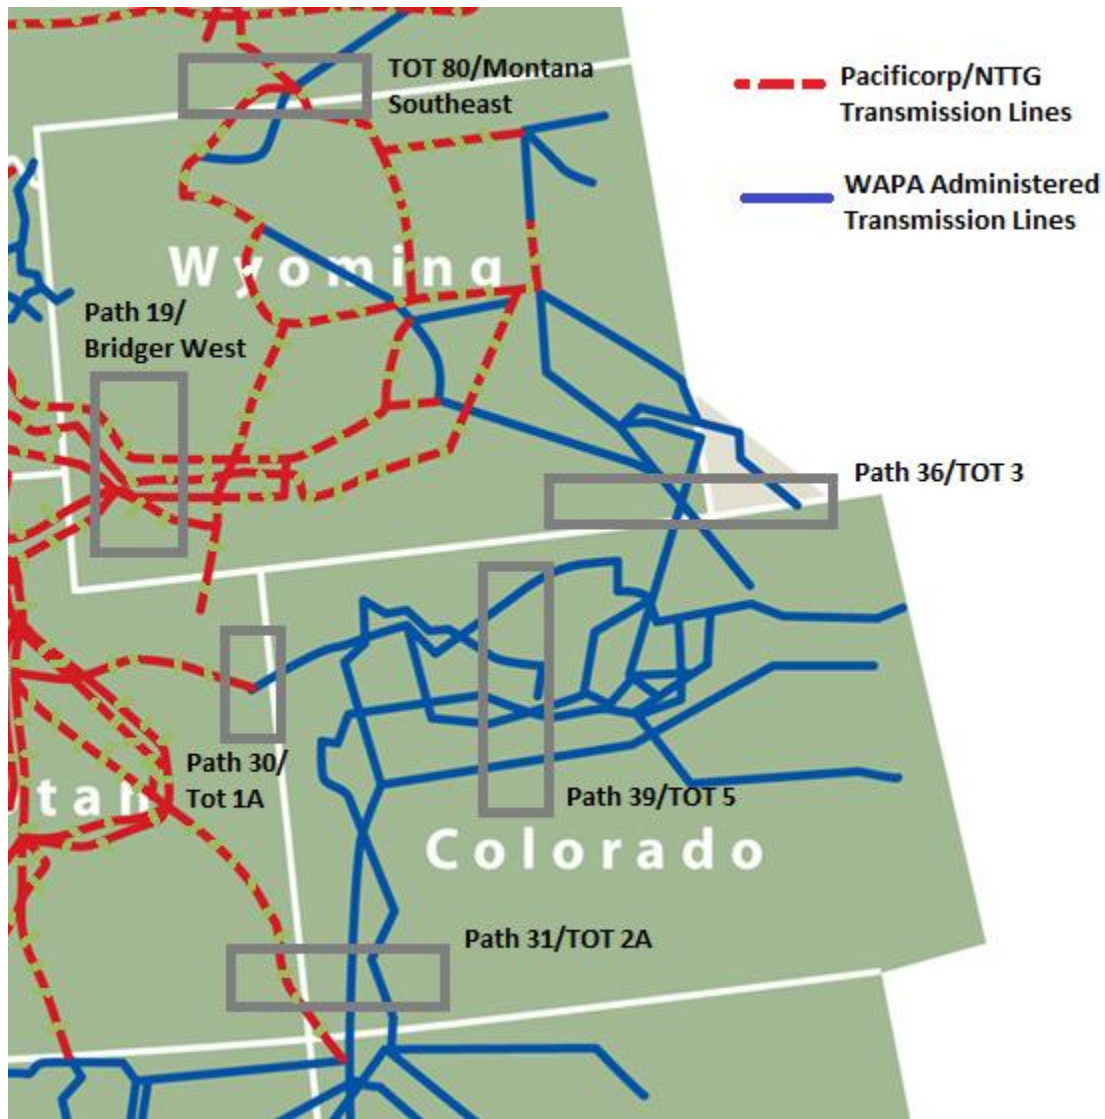 TOT 80/Montana
Southeast
Pacificorp/NTTG
Transmission Lines
WAPA Administered
Transmission Lines
Wyoming
Path 19/
Bridger West
Path 36/TOT 3
Path 30/
Tot 1A
tah
Path 39/TOT 5
Colorado
Path 31/TOT 2A